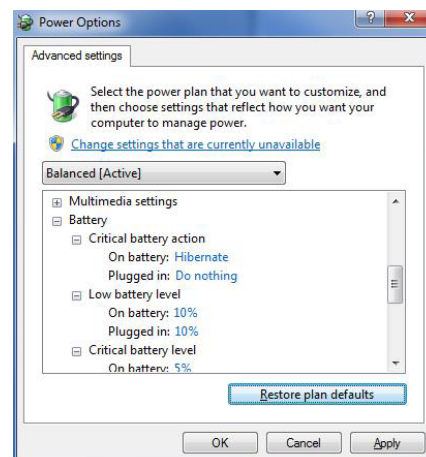 Power Options
Advanced settings
Select the power plan that you want to customize, and
then choose settings that reflect how you want your
computer to manage power.
Change settings that are currently unavailable
Balanced [Active]
Multimedia settings
Battery
Critical battery action
On battery: Hibernate
Plugged in: Do nothing
Low battery level
On battery: 10%
Plugged in: 10%
Critical battery level
On battery: 5%
Restore plan defaults
OK Cancel Apply